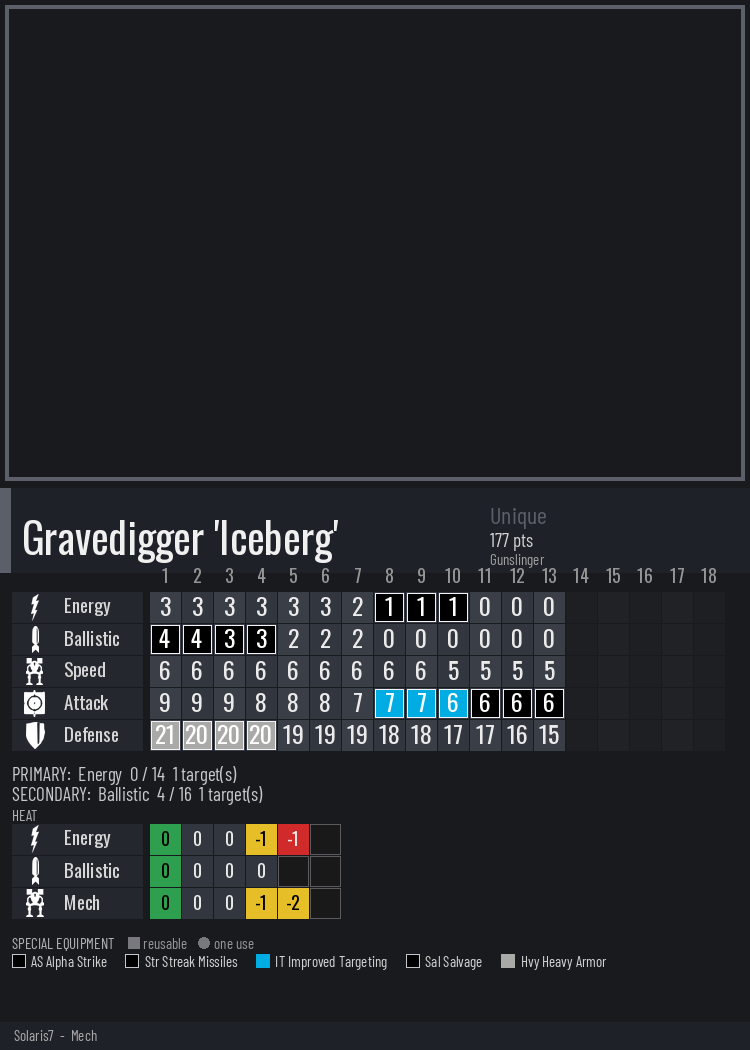 Gravedigger 'Iceberg'
Unique
177 pts
Gunslinger
1 2 3 4 5 6 7 8 9 10 11 12 13 14 15 16 17 18
Energy 3 3 3 3 3 3 2 1 1 1 0 0 0
Ballistic 4 4 3 3 2 2 2 0 0 0 0 0 0
Speed 6 6 6 6 6 6 6 6 6 5 5 5 5
Attack 9 9 9 8 8 8 7 7 7 6 6 6 6
Defense 21 20 20 20 19 19 19 18 18 17 17 16 15
PRIMARY: Energy 0 / 14 1 target(s)
SECONDARY: Ballistic 4 / 16 1 target(s)
HEAT
Energy 0 0 0 -1 -1
Ballistic 0 0 0 0
Mech 0 0 0 -1 -2
SPECIAL EQUIPMENT reusable one use
AS Alpha Strike Str Streak Missiles IT Improved Targeting Sal Salvage Hvy Heavy Armor
Solaris7 - Mech